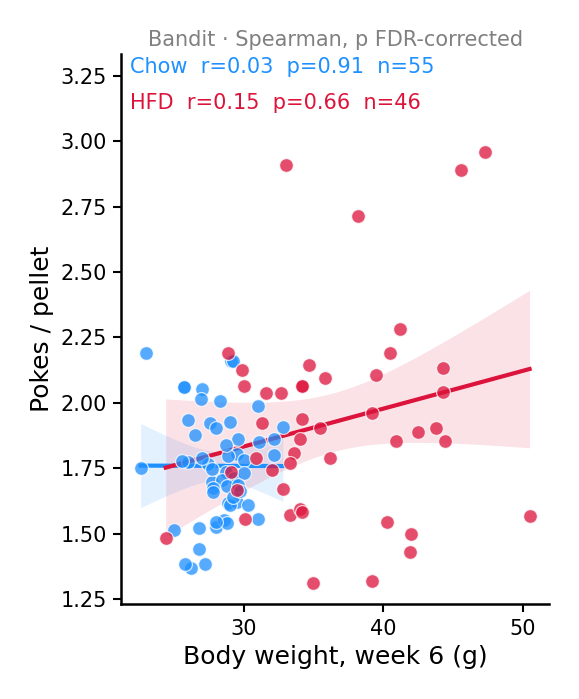 Bandit · Spearman, p FDR-corrected
Chow  r=0.03  p=0.91  n=55
HFD  r=0.15  p=0.66  n=46
3.25
3.00
2.75
2.50
2.25
2.00
1.75
1.50
1.25
Pokes / pellet
30
40
50
Body weight, week 6 (g)